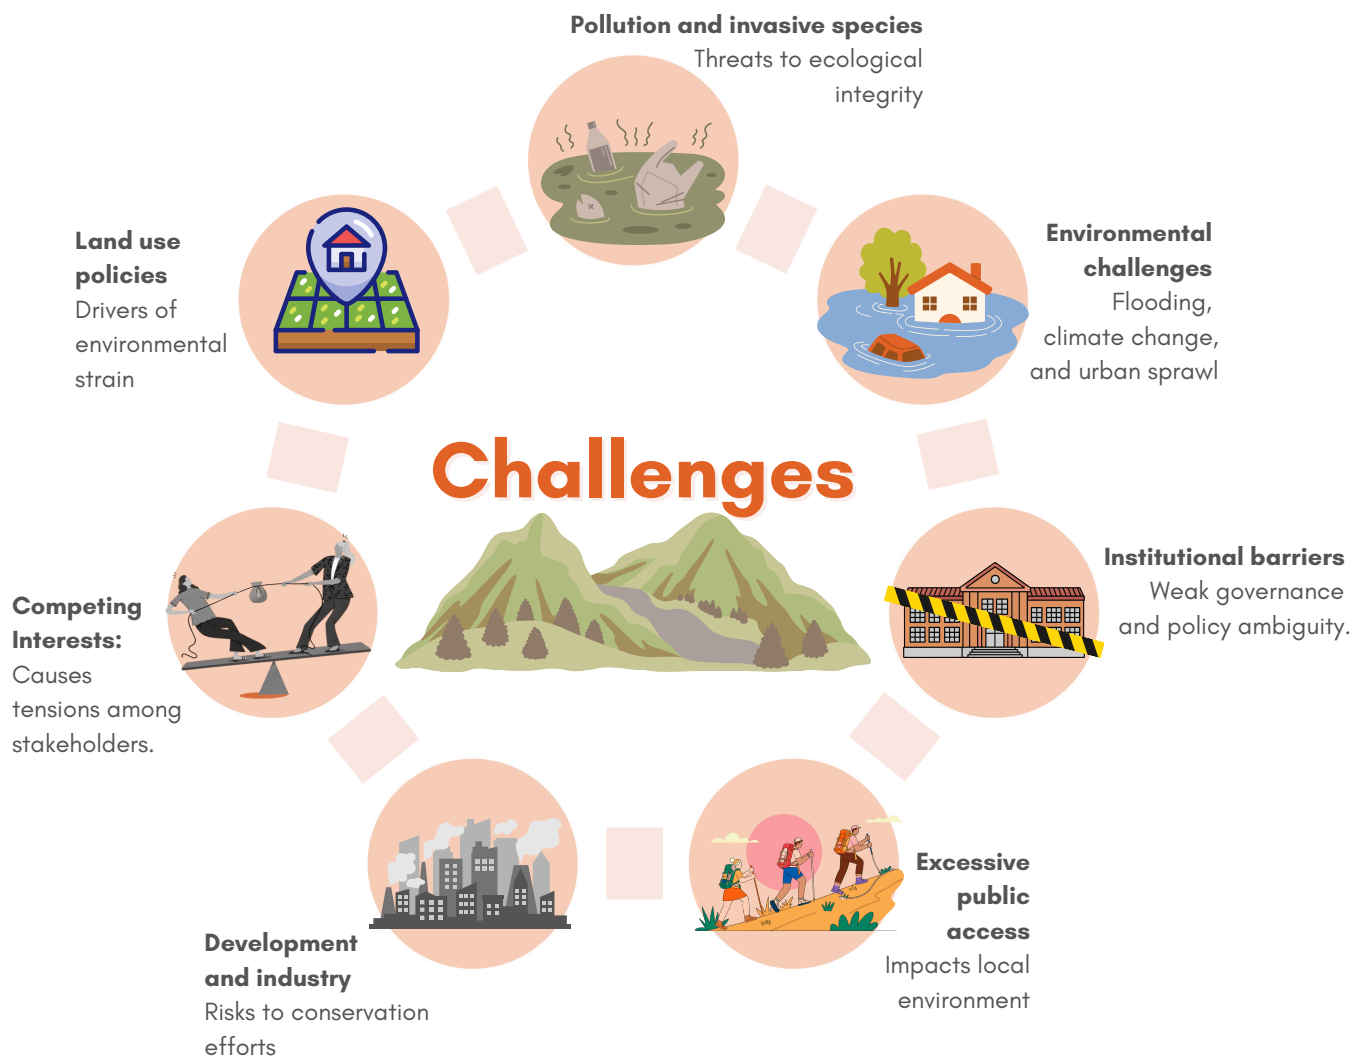 Pollution and invasive species
Threats to ecological
integrity
Environmental
challenges
Flooding,
climate change,
and urban sprawl
Land use
policies
Drivers of
environmental
strain
Challenges
Institutional barriers
Weak governance
and policy ambiguity.
Competing
Interests:
Causes
tensions among
stakeholders.
Excessive
public
access
Impacts local
environment
Development
and industry
Risks to conservation
efforts